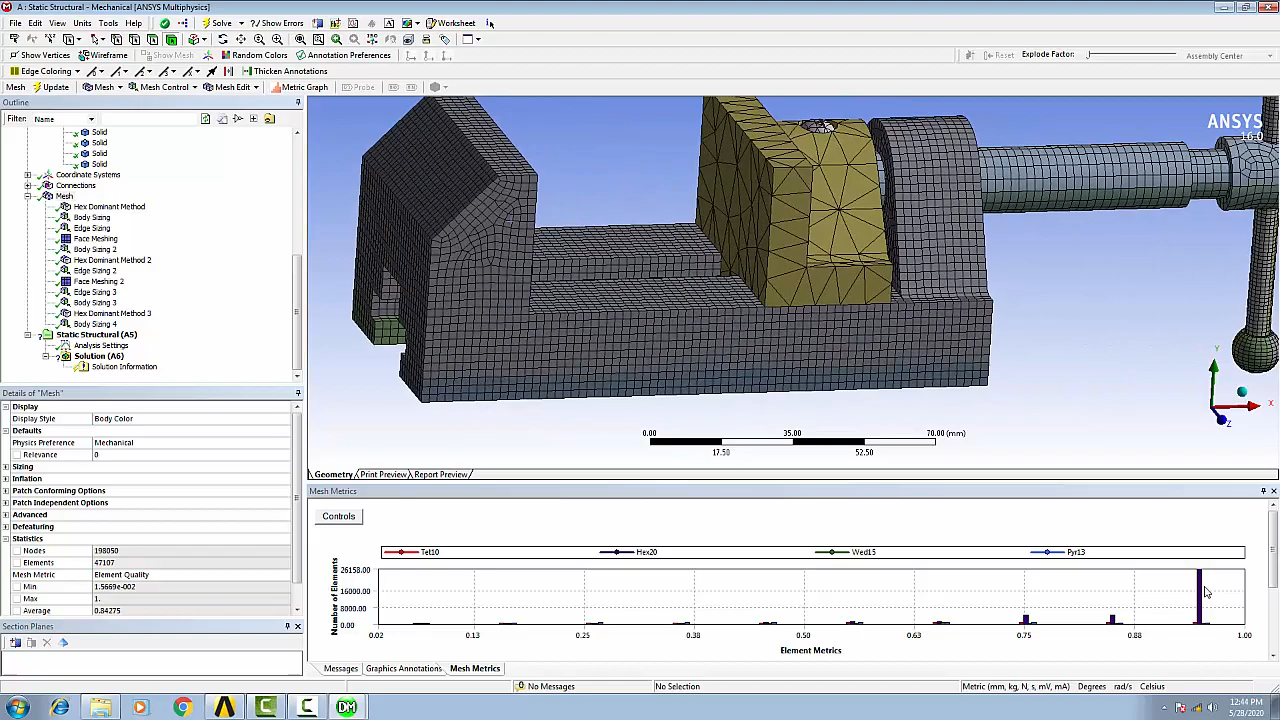 A : Static Structural - Mechanical [ANSYS Multiphysics]
File Edit View Units Tools Help Solve ?/Show Errors Worksheet
Show Vertices Wireframe Show Mesh Random Colors Annotation Preferences Reset Explode Factor: Assembly Center
Edge Coloring Thicken Annotations
Mesh Update Mesh Mesh Control Mesh Edit Metric Graph Probe
Outline
Filter: Name
Solid
Solid
Solid
Solid
Coordinate Systems
Connections
Mesh
Hex Dominant Method
Body Sizing
Edge Sizing
Face Meshing
Body Sizing 2
Hex Dominant Method 2
Edge Sizing 2
Face Meshing 2
Edge Sizing 3
Body Sizing 3
Hex Dominant Method 3
Body Sizing 4
Static Structural (A5)
Analysis Settings
Solution (A6)
Solution Information
Details of "Mesh"
Display
Display Style Body Color
Defaults
Physics Preference Mechanical
Relevance 0
Sizing
Inflation
Patch Conforming Options
Patch Independent Options
Advanced
Defeaturing
Statistics
Nodes 198050
Elements 47107
Mesh Metric Element Quality
Min 1.5669e-002
Max 1.
Average 0.84275
Section Planes
ANSYS
16.0
Y
X
Z
0.00 35.00 70.00 (mm)
17.50 52.50
Geometry Print Preview Report Preview
Mesh Metrics
Controls
Tet10 Hex20 Wed15 Pyr13
Number of Elements
26158.00
16000.00
8000.00
0.00
0.02 0.13 0.25 0.38 0.50 0.63 0.75 0.88 1.00
Element Metrics
Messages Graphics Annotations Mesh Metrics
No Messages No Selection Metric (mm, kg, N, s, mV, mA) Degrees rad/s Celsius
DM
12:44 PM
5/28/2020